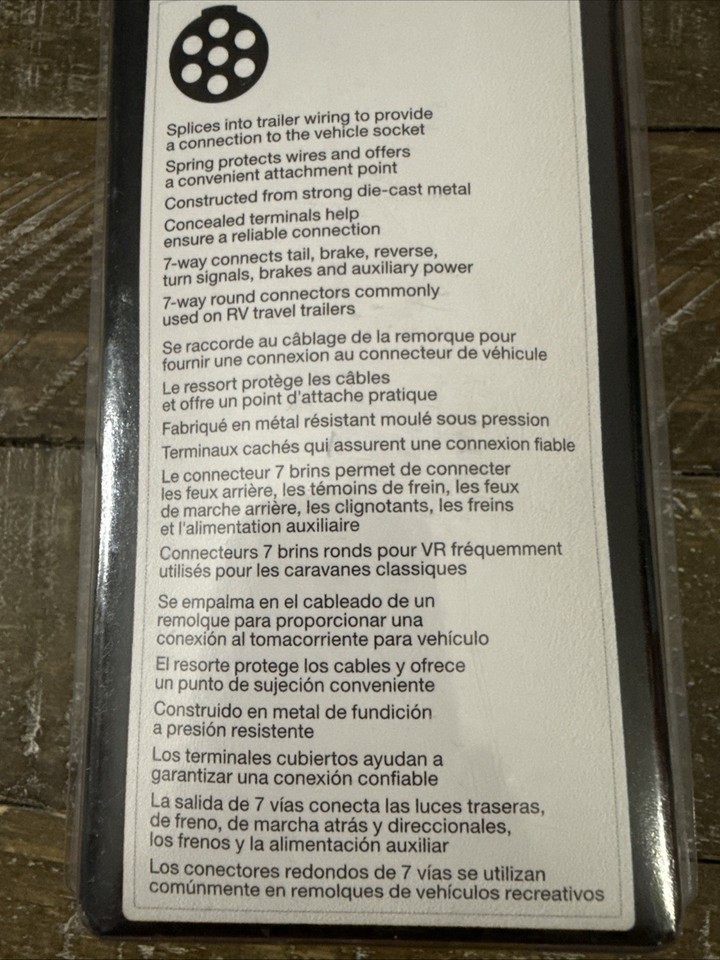 Splices into trailer wiring to provide
a connection to the vehicle socket
Spring protects wires and offers
a convenient attachment point
Constructed from strong die-cast metal
Concealed terminals help
ensure a reliable connection
7-way connects tail, brake, reverse,
turn signals, brakes and auxiliary power
7-way round connectors commonly
used on RV travel trailers
Se raccorde au câblage de la remorque pour
fournir une connexion au connecteur de véhicule
Le ressort protège les câbles
et offre un point d'attache pratique
Fabriqué en métal résistant moulé sous pression
Terminaux cachés qui assurent une connexion fiable
Le connecteur 7 brins permet de connecter
les feux arrière, les témoins de frein, les feux
de marche arrière, les clignotants, les freins
et l'alimentation auxiliaire
Connecteurs 7 brins ronds pour VR fréquemment
utilisés pour les caravanes classiques
Se empalma en el cableado de un
remolque para proporcionar una
conexión al tomacorriente para vehículo
El resorte protege los cables y ofrece
un punto de sujeción conveniente
Construido en metal de fundición
a presión resistente
Los terminales cubiertos ayudan a
garantizar una conexión confiable
La salida de 7 vías conecta las luces traseras,
de freno, de marcha atrás y direccionales,
los frenos y la alimentación auxiliar
Los conectores redondos de 7 vías se utilizan
comúnmente en remolques de vehículos recreativos